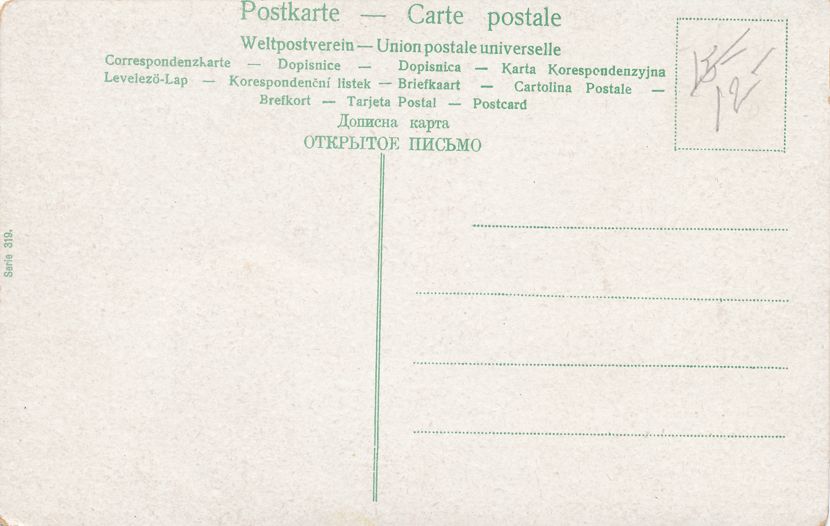 Postkarte — Carte postale
Weltpostverein — Union postale universelle
Correspondenzkarte — Dopisnice — Dopisnica — Karta Korespondenzyjna
Levelező-Lap — Korespondenční listek — Briefkaart — Cartolina Postale —
Brefkort — Tarjeta Postal — Postcard
Дописна карта
ОТКРЫТОЕ ПИСЬМО
15–
12–
Serie 319.